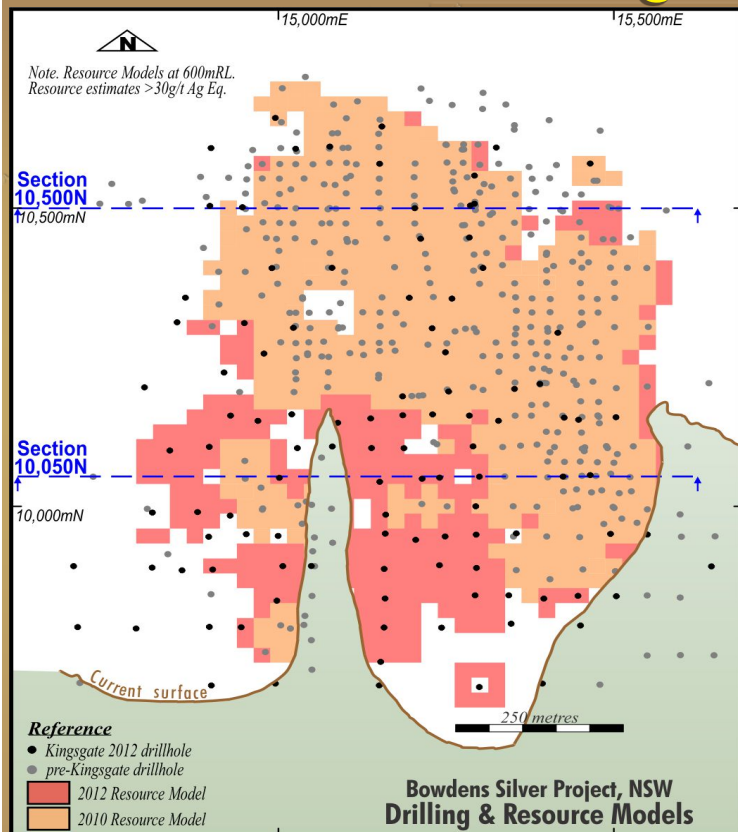 15,000mE
15,500mE
N
Note. Resource Models at 600mRL.
Resource estimates >30g/t Ag Eq.
Section
10,500N
10,500mN
Section
10,050N
10,000mN
Current surface
250 metres
Reference
Kingsgate 2012 drillhole
pre-Kingsgate drillhole
2012 Resource Model
2010 Resource Model
Bowdens Silver Project, NSW
Drilling & Resource Models